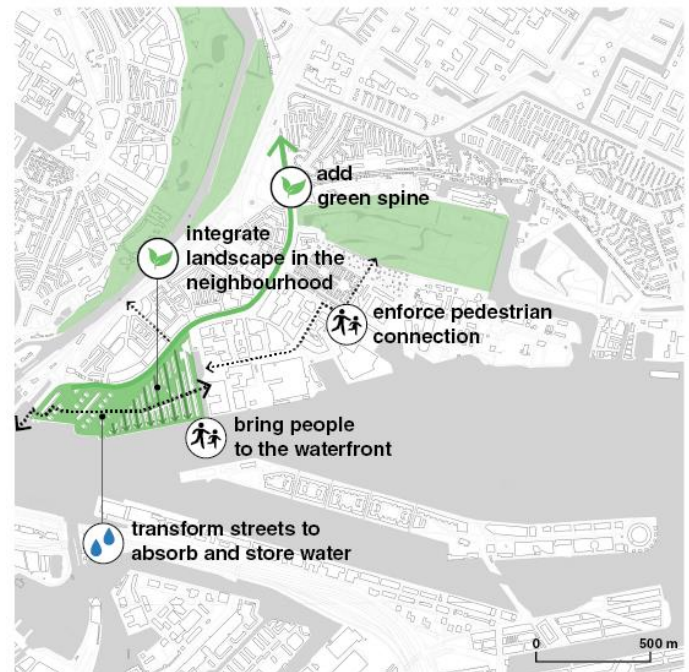 add
green spine
integrate
landscape in the
neighbourhood
enforce pedestrian
connection
bring people
to the waterfront
transform streets to
absorb and store water
0
500 m